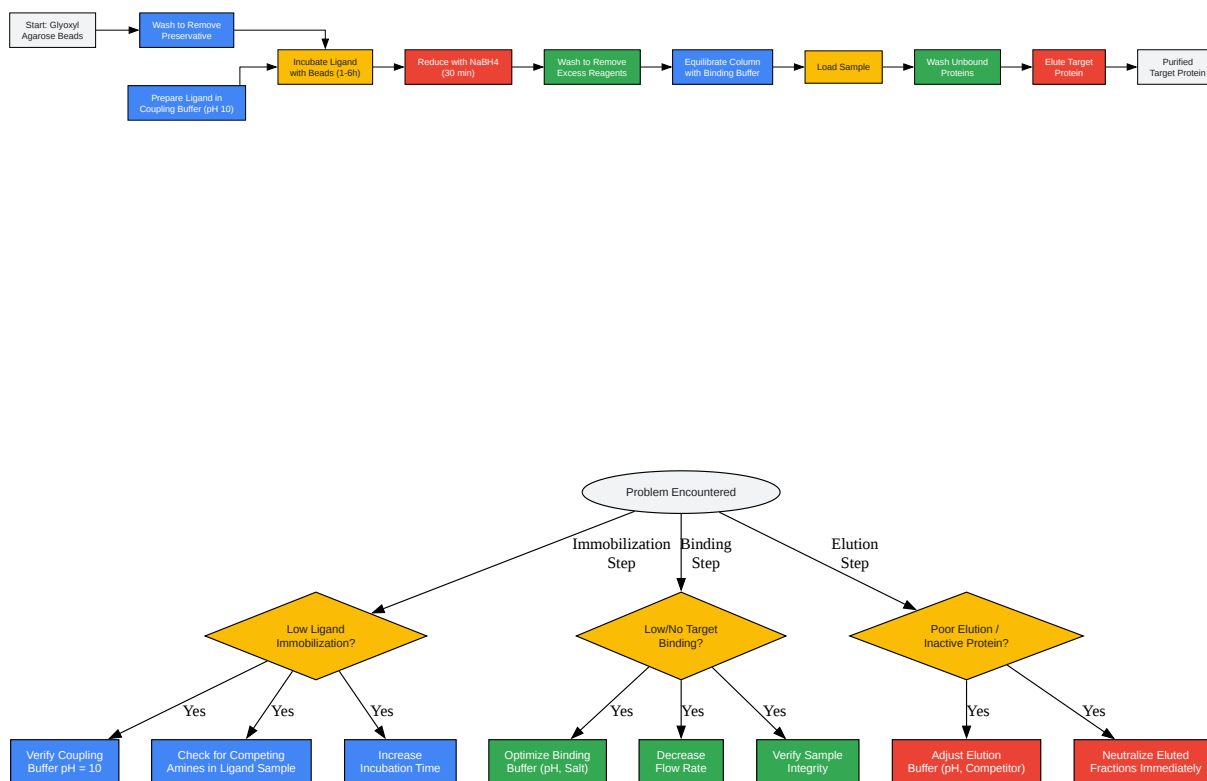 Start: Glyoxyl
Agarose Beads
Wash to Remove
Preservative
Prepare Ligand in
Coupling Buffer (pH 10)
Incubate Ligand
with Beads (1-6h)
Reduce with NaBH4
(30 min)
Wash to Remove
Excess Reagents
Equilibrate Column
with Binding Buffer
Load Sample
Wash Unbound
Proteins
Elute Target
Protein
Purified
Target Protein
Problem Encountered
Immobilization
Step
Binding
Step
Elution
Step
Low Ligand
Immobilization?
Low/No Target
Binding?
Poor Elution /
Inactive Protein?
Yes
Yes
Yes
Yes
Yes
Yes
Yes
Yes
Verify Coupling
Buffer pH = 10
Check for Competing
Amines in Ligand Sample
Increase
Incubation Time
Optimize Binding
Buffer (pH, Salt)
Decrease
Flow Rate
Verify Sample
Integrity
Adjust Elution
Buffer (pH, Competitor)
Neutralize Eluted
Fractions Immediately